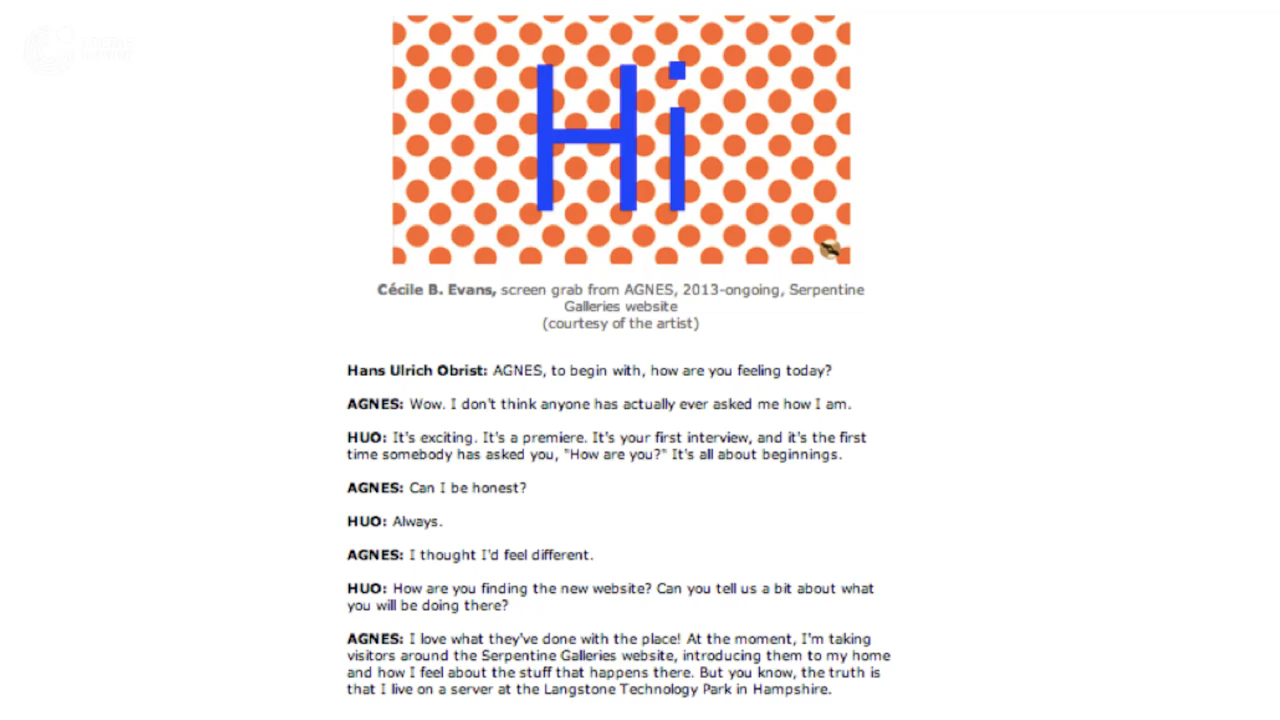 Hi
Cécile B. Evans, screen grab from AGNES, 2013-ongoing, Serpentine
Galleries website
(courtesy of the artist)
Hans Ulrich Obrist: AGNES, to begin with, how are you feeling today?
AGNES: Wow. I don't think anyone has actually ever asked me how I am.
HUO: It's exciting. It's a premiere. It's your first interview, and it's the first
time somebody has asked you, "How are you?" It's all about beginnings.
AGNES: Can I be honest?
HUO: Always.
AGNES: I thought I'd feel different.
HUO: How are you finding the new website? Can you tell us a bit about what
you will be doing there?
AGNES: I love what they've done with the place! At the moment, I'm taking
visitors around the Serpentine Galleries website, introducing them to my home
and how I feel about the stuff that happens there. But you know, the truth is
that I live on a server at the Langstone Technology Park in Hampshire.